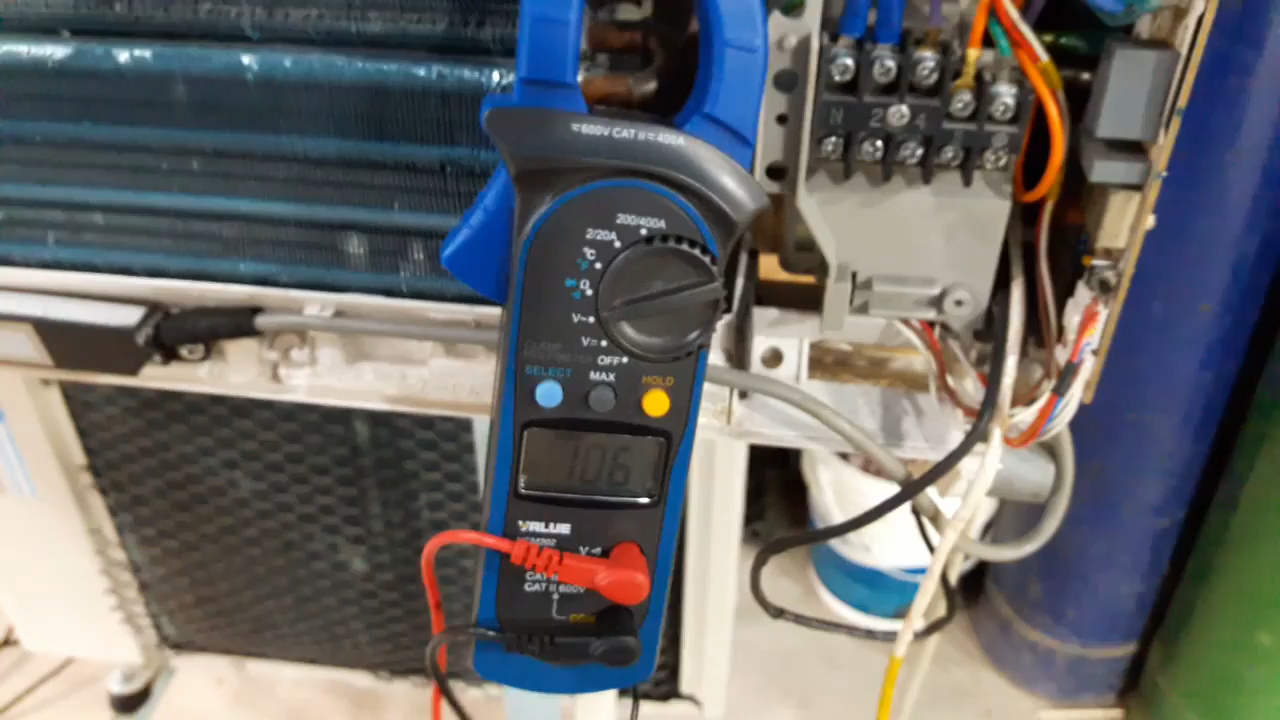 ≂600V CAT II ≂400A
200/400A
2/20A
°C
°F
Ω
V~
V=
OFF
SELECT
MAX
HOLD
106
VALUE
V
CAT II 600V
N
2
4